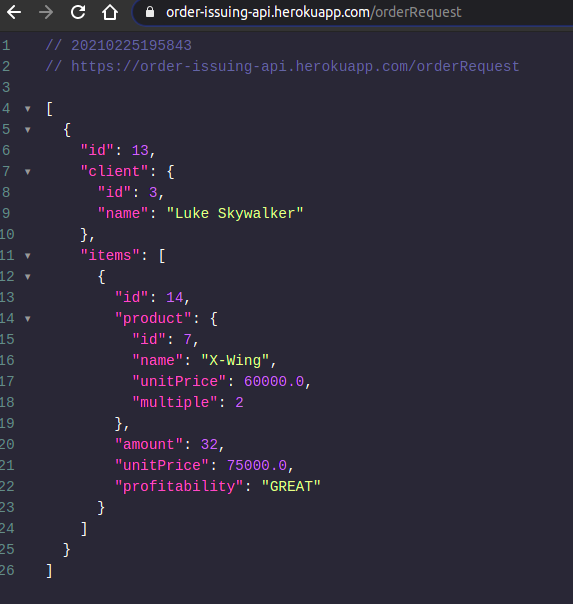 order-issuing-api.herokuapp.com/orderRequest
1 // 20210225195843
2 // https://order-issuing-api.herokuapp.com/orderRequest
3
4 [
5 {
6 "id": 13,
7 "client": {
8 "id": 3,
9 "name": "Luke Skywalker"
10 },
11 "items": [
12 {
13 "id": 14,
14 "product": {
15 "id": 7,
16 "name": "X-Wing",
17 "unitPrice": 60000.0,
18 "multiple": 2
19 },
20 "amount": 32,
21 "unitPrice": 75000.0,
22 "profitability": "GREAT"
23 }
24 ]
25 }
26 ]